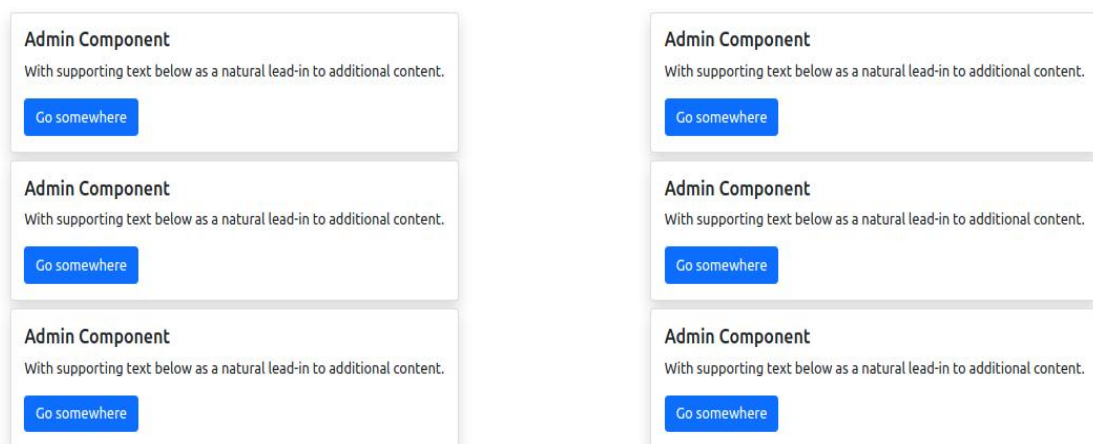 Admin Component
With supporting text below as a natural lead-in to additional content.
Go somewhere
Admin Component
With supporting text below as a natural lead-in to additional content.
Go somewhere
Admin Component
With supporting text below as a natural lead-in to additional content.
Go somewhere
Admin Component
With supporting text below as a natural lead-in to additional content.
Go somewhere
Admin Component
With supporting text below as a natural lead-in to additional content.
Go somewhere
Admin Component
With supporting text below as a natural lead-in to additional content.
Go somewhere